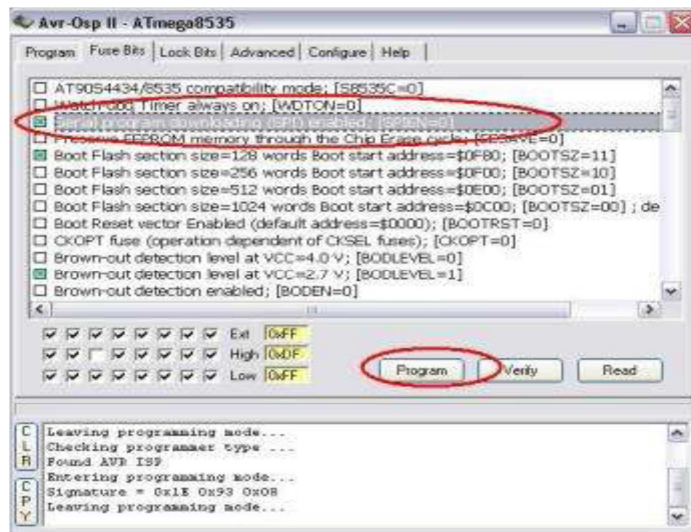 Avr-Osp II - ATmega8535
Program Fuse Bits Lock Bits Advanced Configure Help
AT90S4434/8535 compatibility mode; [S8535C=0]
Watch-dog Timer always on; [WDTON=0]
Serial program downloading (SPI) enabled; [SPIEN=0]
Preserve EEPROM memory through the Chip Erase cycle; [EESAVE=0]
Boot Flash section size=128 words Boot start address=$0F80; [BOOTSZ=11]
Boot Flash section size=256 words Boot start address=$0F00; [BOOTSZ=10]
Boot Flash section size=512 words Boot start address=$0E00; [BOOTSZ=01]
Boot Flash section size=1024 words Boot start address=$0C00; [BOOTSZ=00] ; de
Boot Reset vector Enabled (default address=$0000); [BOOTRST=0]
CKOPT fuse (operation dependent of CKSEL fuses); [CKOPT=0]
Brown-out detection level at VCC=4.0 V; [BODLEVEL=0]
Brown-out detection level at VCC=2.7 V; [BODLEVEL=1]
Brown-out detection enabled; [BODEN=0]
Ext 0xFF
High 0xDF
Low 0xFF
Program Verify Read
CLR
Leaving programming mode...
Checking programmer type ...
Found AVR ISP
Entering programming mode...
CPY
Signature = 0x1E 0x93 0x08
Leaving programming mode...